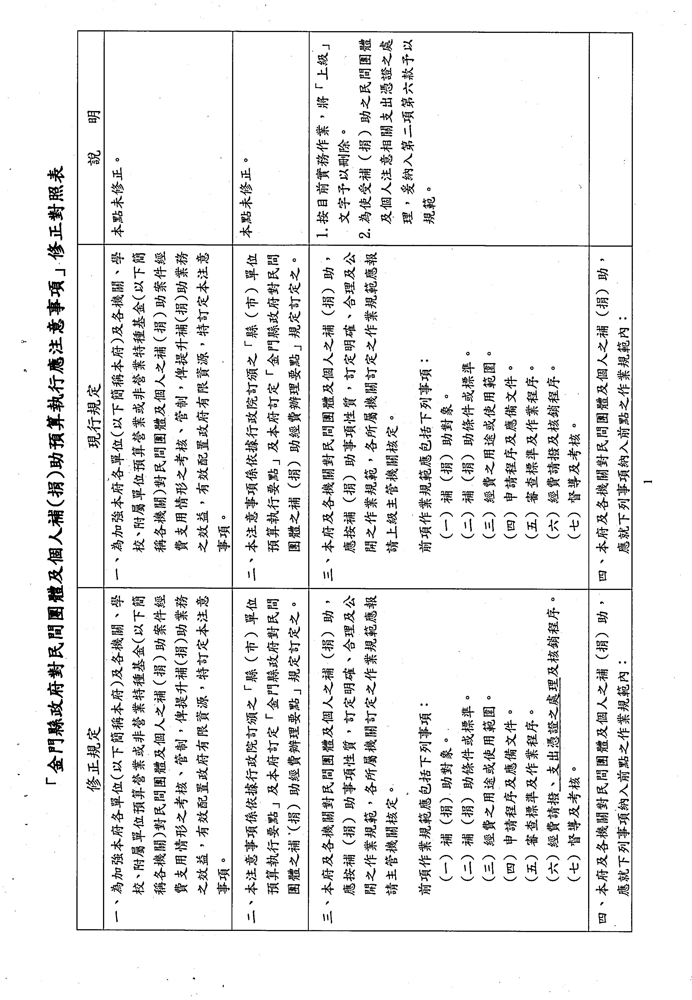 「金門縣政府對民間團體及個人補(捐)助預算執行應注意事項」修正對照表
修正規定
現行規定
說 明
一、為加強本府各單位(以下簡稱本府)及各機關、學
校、附屬單位預算營業或非營業特種基金(以下簡
稱各機關)對民間團體及個人之補(捐)助案件經
費支用情形之考核、管制，俾提升補(捐)助業務
之效益，有效配置政府有限資源，特訂定本注意
事項。
一、為加強本府各單位(以下簡稱本府)及各機關、學
校、附屬單位預算營業或非營業特種基金(以下簡
稱各機關)對民間團體及個人之補(捐)助案件經
費支用情形之考核、管制，俾提升補(捐)助業務
之效益，有效配置政府有限資源，特訂定本注意
事項。
本點未修正。
二、本注意事項係依據行政院訂頒之「縣（市）單位
預算執行要點」及本府訂定「金門縣政府對民間
團體之補（捐）助經費辦理要點」規定訂定之。
二、本注意事項係依據行政院訂頒之「縣（市）單位
預算執行要點」及本府訂定「金門縣政府對民間
團體之補（捐）助經費辦理要點」規定訂定之。
本點未修正。
三、本府及各機關對民間團體及個人之補（捐）助，
應按補（捐）助事項性質，訂定明確、合理及公
開之作業規範，各所屬機關訂定之作業規範應報
請主管機關核定。
前項作業規範應包括下列事項：
（一）補（捐）助對象。
（二）補（捐）助條件或標準。
（三）經費之用途或使用範圍。
（四）申請程序及應備文件。
（五）審查標準及作業程序。
（六）經費請撥、支出憑證之處理及核銷程序。
（七）督導及考核。
三、本府及各機關對民間團體及個人之補（捐）助，
應按補（捐）助事項性質，訂定明確、合理及公
開之作業規範，各所屬機關訂定之作業規範應報
請上級主管機關核定。
前項作業規範應包括下列事項：
（一）補（捐）助對象。
（二）補（捐）助條件或標準。
（三）經費之用途或使用範圍。
（四）申請程序及應備文件。
（五）審查標準及作業程序。
（六）經費請撥及核銷程序。
（七）督導及考核。
1.按目前實務作業，將「上級」
文字予以刪除。
2.為使受補（捐）助之民間團體
及個人注意相關支出憑證之處
理，爰納入第二項第六款予以
規範。
四、本府及各機關對民間團體及個人之補（捐）助，
應就下列事項納入前點之作業規範內：
四、本府及各機關對民間團體及個人之補（捐）助，
應就下列事項納入前點之作業規範內：
1